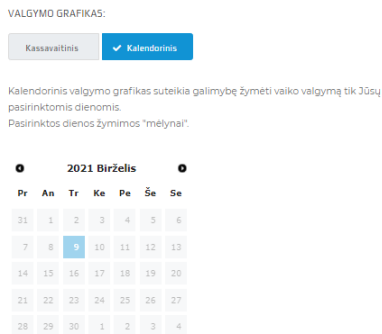 VALGYMO GRAFIKAS:
Kassavaitinis
Kalendorinis
Kalendorinis valgymo grafikas suteikia galimybę žymėti vaiko valgymą tik Jūsų
pasirinktomis dienomis.
Pasirinktos dienos žymimos "mėlynai".
2021 Birželis
Pr An Tr Ke Pe Še Se
31 1 2 3 4 5 6
7 8 9 10 11 12 13
14 15 16 17 18 19 20
21 22 23 24 25 26 27
28 29 30 1 2 3 4